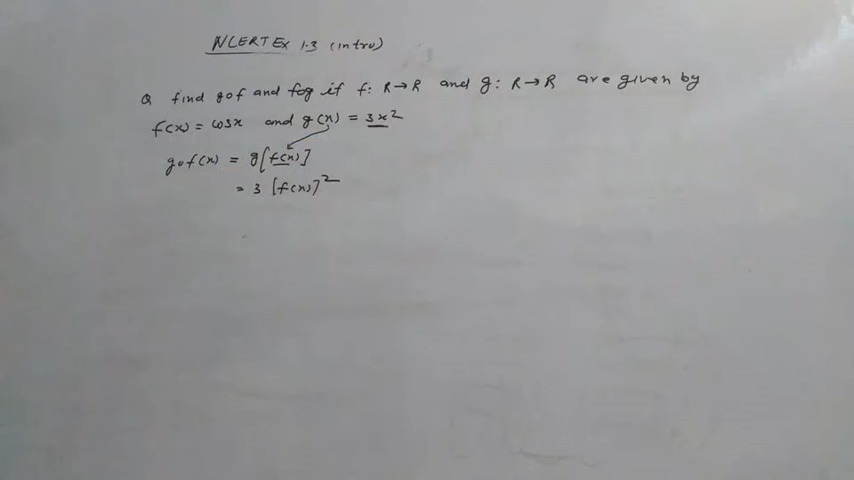 NCERT Ex 1.3 (intro)
Q find gof and fog if f: R→R and g: R→R are given by
f(x) = cosx and g(x) = 3x²
gof(x) = g[f(x)]
= 3 [f(x)]²